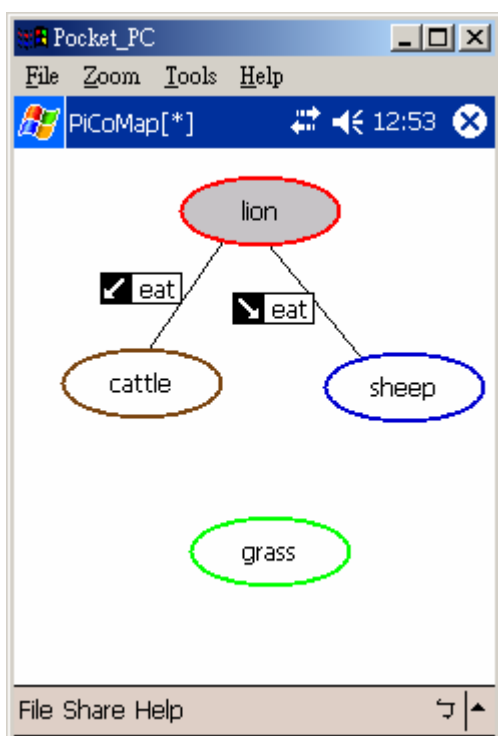 Pocket_PC
File Zoom Tools Help
PiCoMap[*] 12:53
lion
eat
eat
cattle
sheep
grass
File Share Help